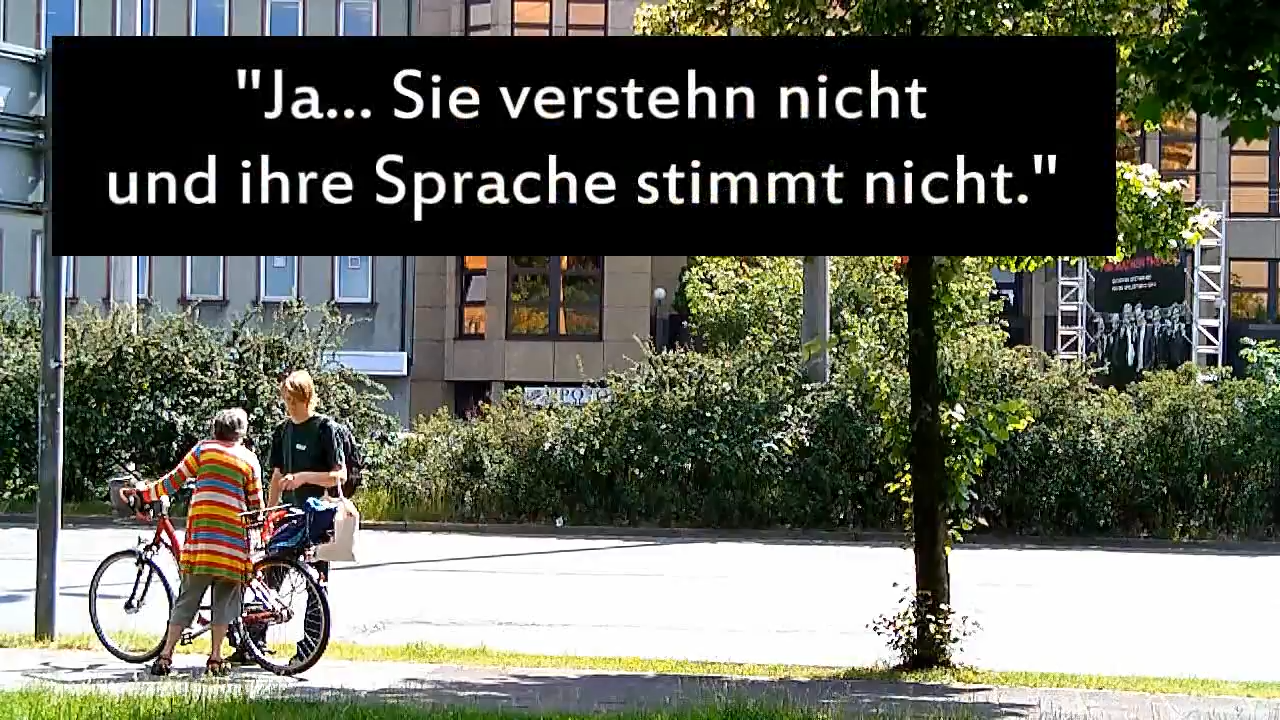 "Ja... Sie verstehn nicht
und ihre Sprache stimmt nicht."